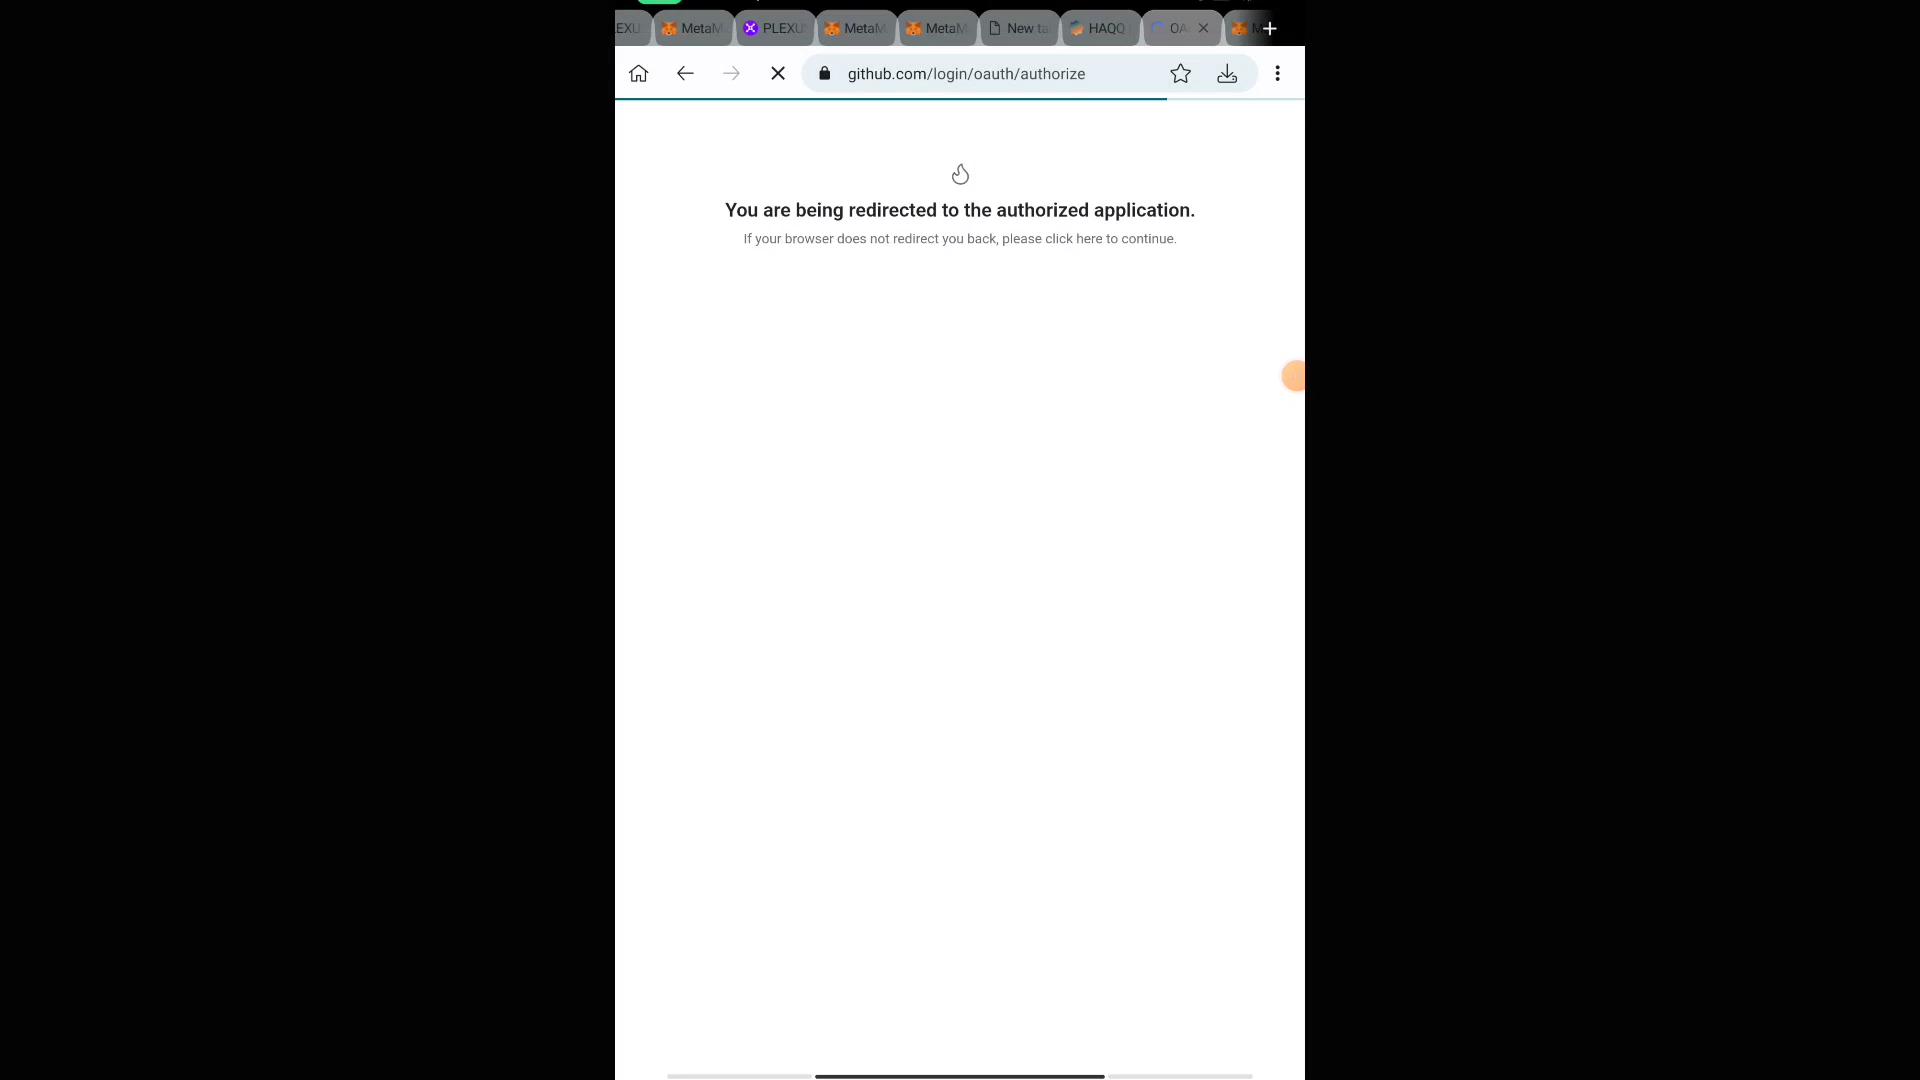 EXU
MetaM
PLEXU
MetaM
MetaM
New ta
HAQQ
OA
M
github.com/login/oauth/authorize
You are being redirected to the authorized application.
If your browser does not redirect you back, please click here to continue.